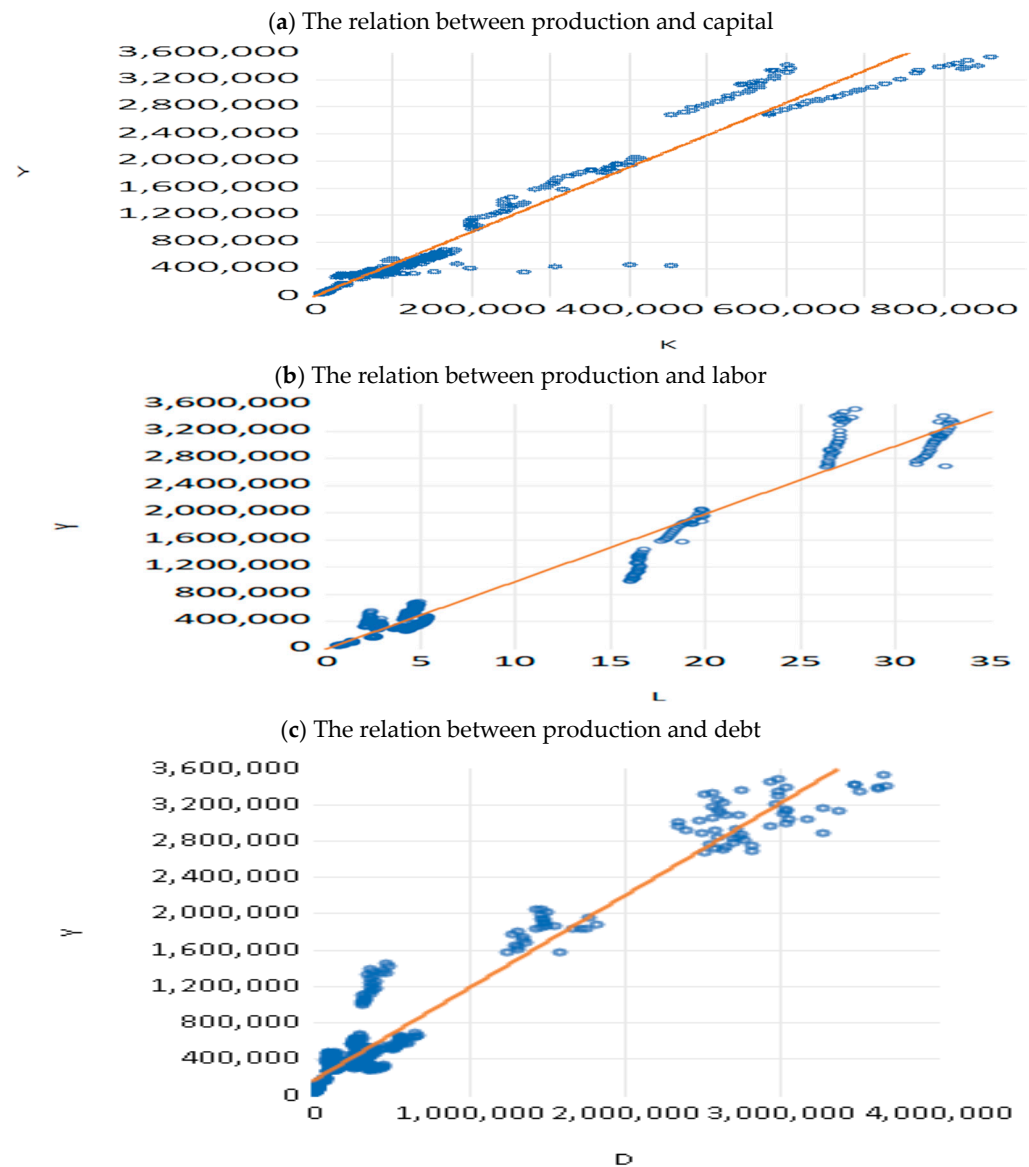 (a) The relation between production and capital
3,600,000
3,200,000
2,800,000
2,400,000
2,000,000
1,600,000
1,200,000
800,000
400,000
0
Y
0 200,000 400,000 600,000 800,000
K
(b) The relation between production and labor
3,600,000
3,200,000
2,800,000
2,400,000
2,000,000
1,600,000
1,200,000
800,000
400,000
0
Y
0 5 10 15 20 25 30 35
L
(c) The relation between production and debt
3,600,000
3,200,000
2,800,000
2,400,000
2,000,000
1,600,000
1,200,000
800,000
400,000
0
Y
0 1,000,000 2,000,000 3,000,000 4,000,000
D